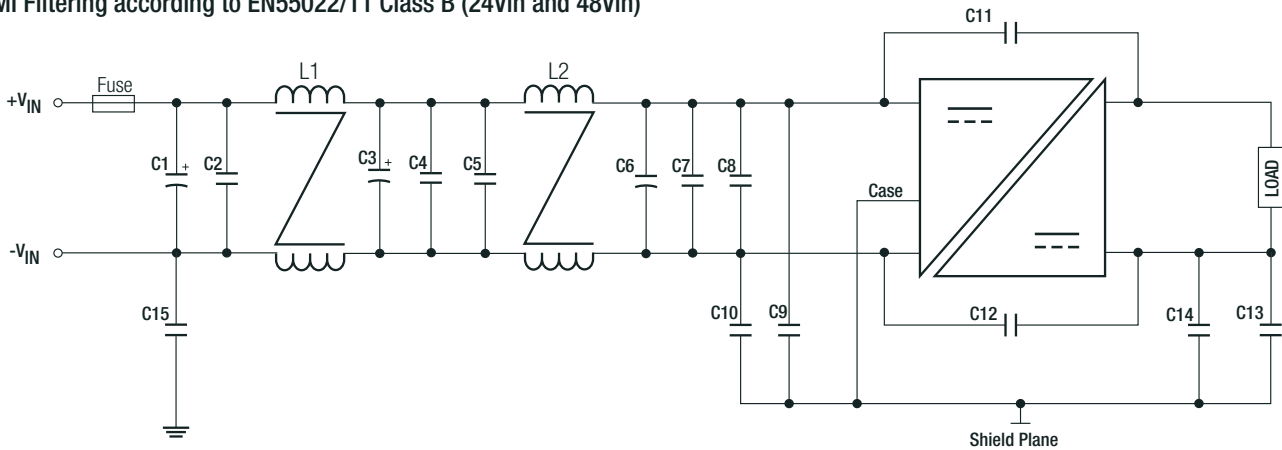 MI Filtering according to EN55022/11 Class B (24Vin and 48Vin)
C11
Fuse
L1
L2
+VIN
C1
+
C2
C3
+
C4
C5
C6
C7
C8
Case
LOAD
-VIN
C15
C10
C9
C12
C14
C13
Shield Plane